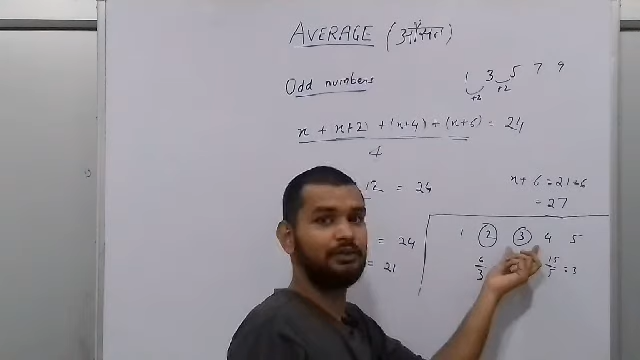 AVERAGE (औसत)
Odd numbers
1 3 5 7 9
+2 +2
x + (x+2) + (x+4) + (x+6) = 24
4
x + 6 = 21+6
= 27
= 24
= 24
= 21
1 2 3 4 5
6/3
= 15/5 = 3